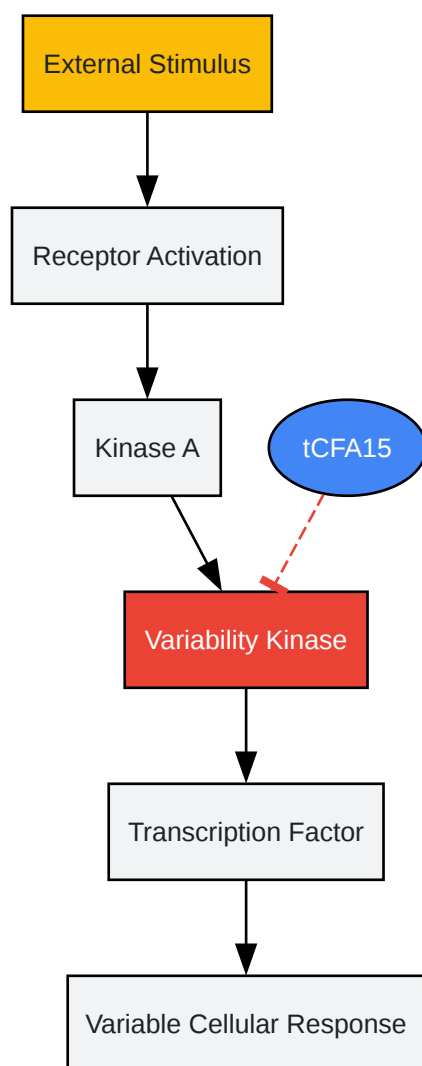 External Stimulus
Receptor Activation
Kinase A
tCFA15
Variability Kinase
Transcription Factor
Variable Cellular Response